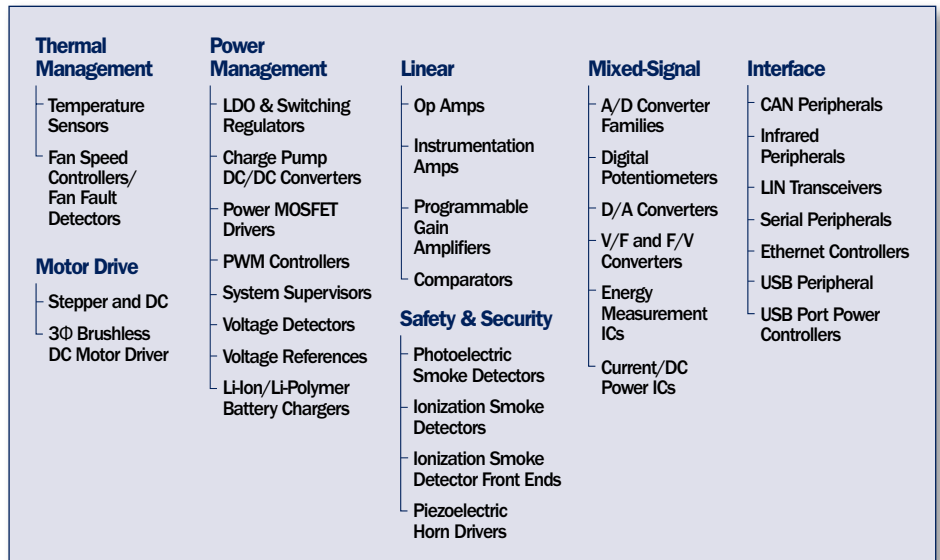 Thermal
Management
Temperature
Sensors
Fan Speed
Controllers/
Fan Fault
Detectors
Motor Drive
Stepper and DC
3Φ Brushless
DC Motor Driver
Power
Management
LDO & Switching
Regulators
Charge Pump
DC/DC Converters
Power MOSFET
Drivers
PWM Controllers
System Supervisors
Voltage Detectors
Voltage References
Li-Ion/Li-Polymer
Battery Chargers
Linear
Op Amps
Instrumentation
Amps
Programmable
Gain
Amplifiers
Comparators
Safety & Security
Photoelectric
Smoke Detectors
Ionization Smoke
Detectors
Ionization Smoke
Detector Front Ends
Piezoelectric
Horn Drivers
Mixed-Signal
A/D Converter
Families
Digital
Potentiometers
D/A Converters
V/F and F/V
Converters
Energy
Measurement
ICs
Current/DC
Power ICs
Interface
CAN Peripherals
Infrared
Peripherals
LIN Transceivers
Serial Peripherals
Ethernet Controllers
USB Peripheral
USB Port Power
Controllers